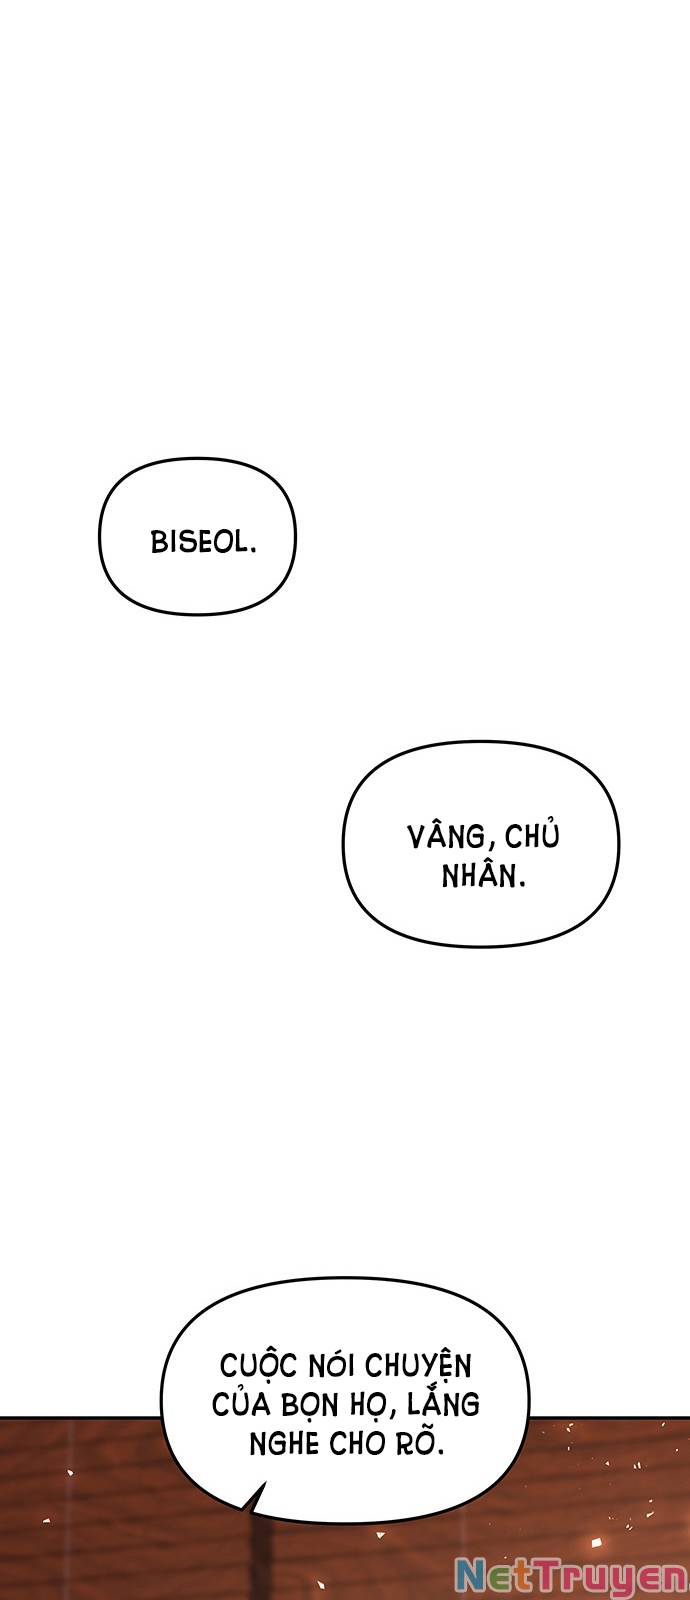 BISEOL.
VÂNG, CHỦ
NHÂN.
CUỘC NÓI CHUYỆN
CỦA BỌN HỌ, LẮNG
NGHE CHO RÕ.
NetTruyen